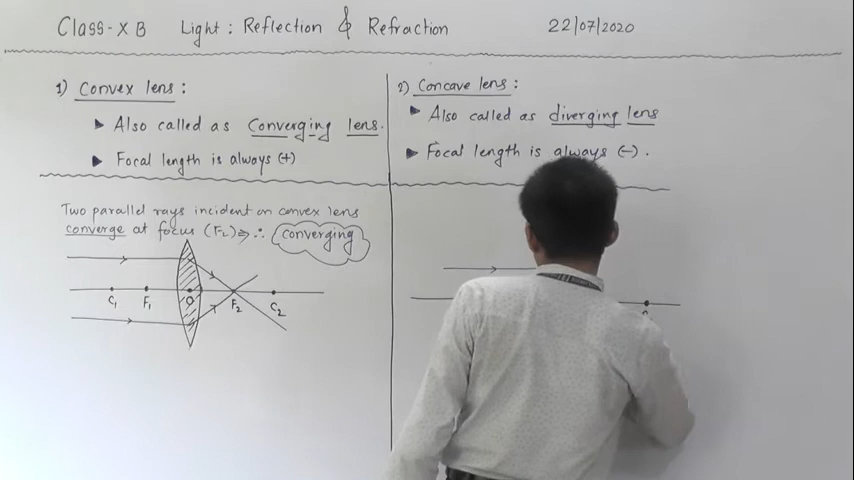 Class-X B Light: Reflection & Refraction 22/07/2020
1) Convex lens:
▶ Also called as Converging lens.
▶ Focal length is always (+)
Two parallel rays incident on convex lens
converge at focus (F₂) ⇒ ∴ converging
C₁ F₁ O F₂ C₂
2) Concave lens:
▶ Also called as diverging lens
▶ Focal length is always (−).